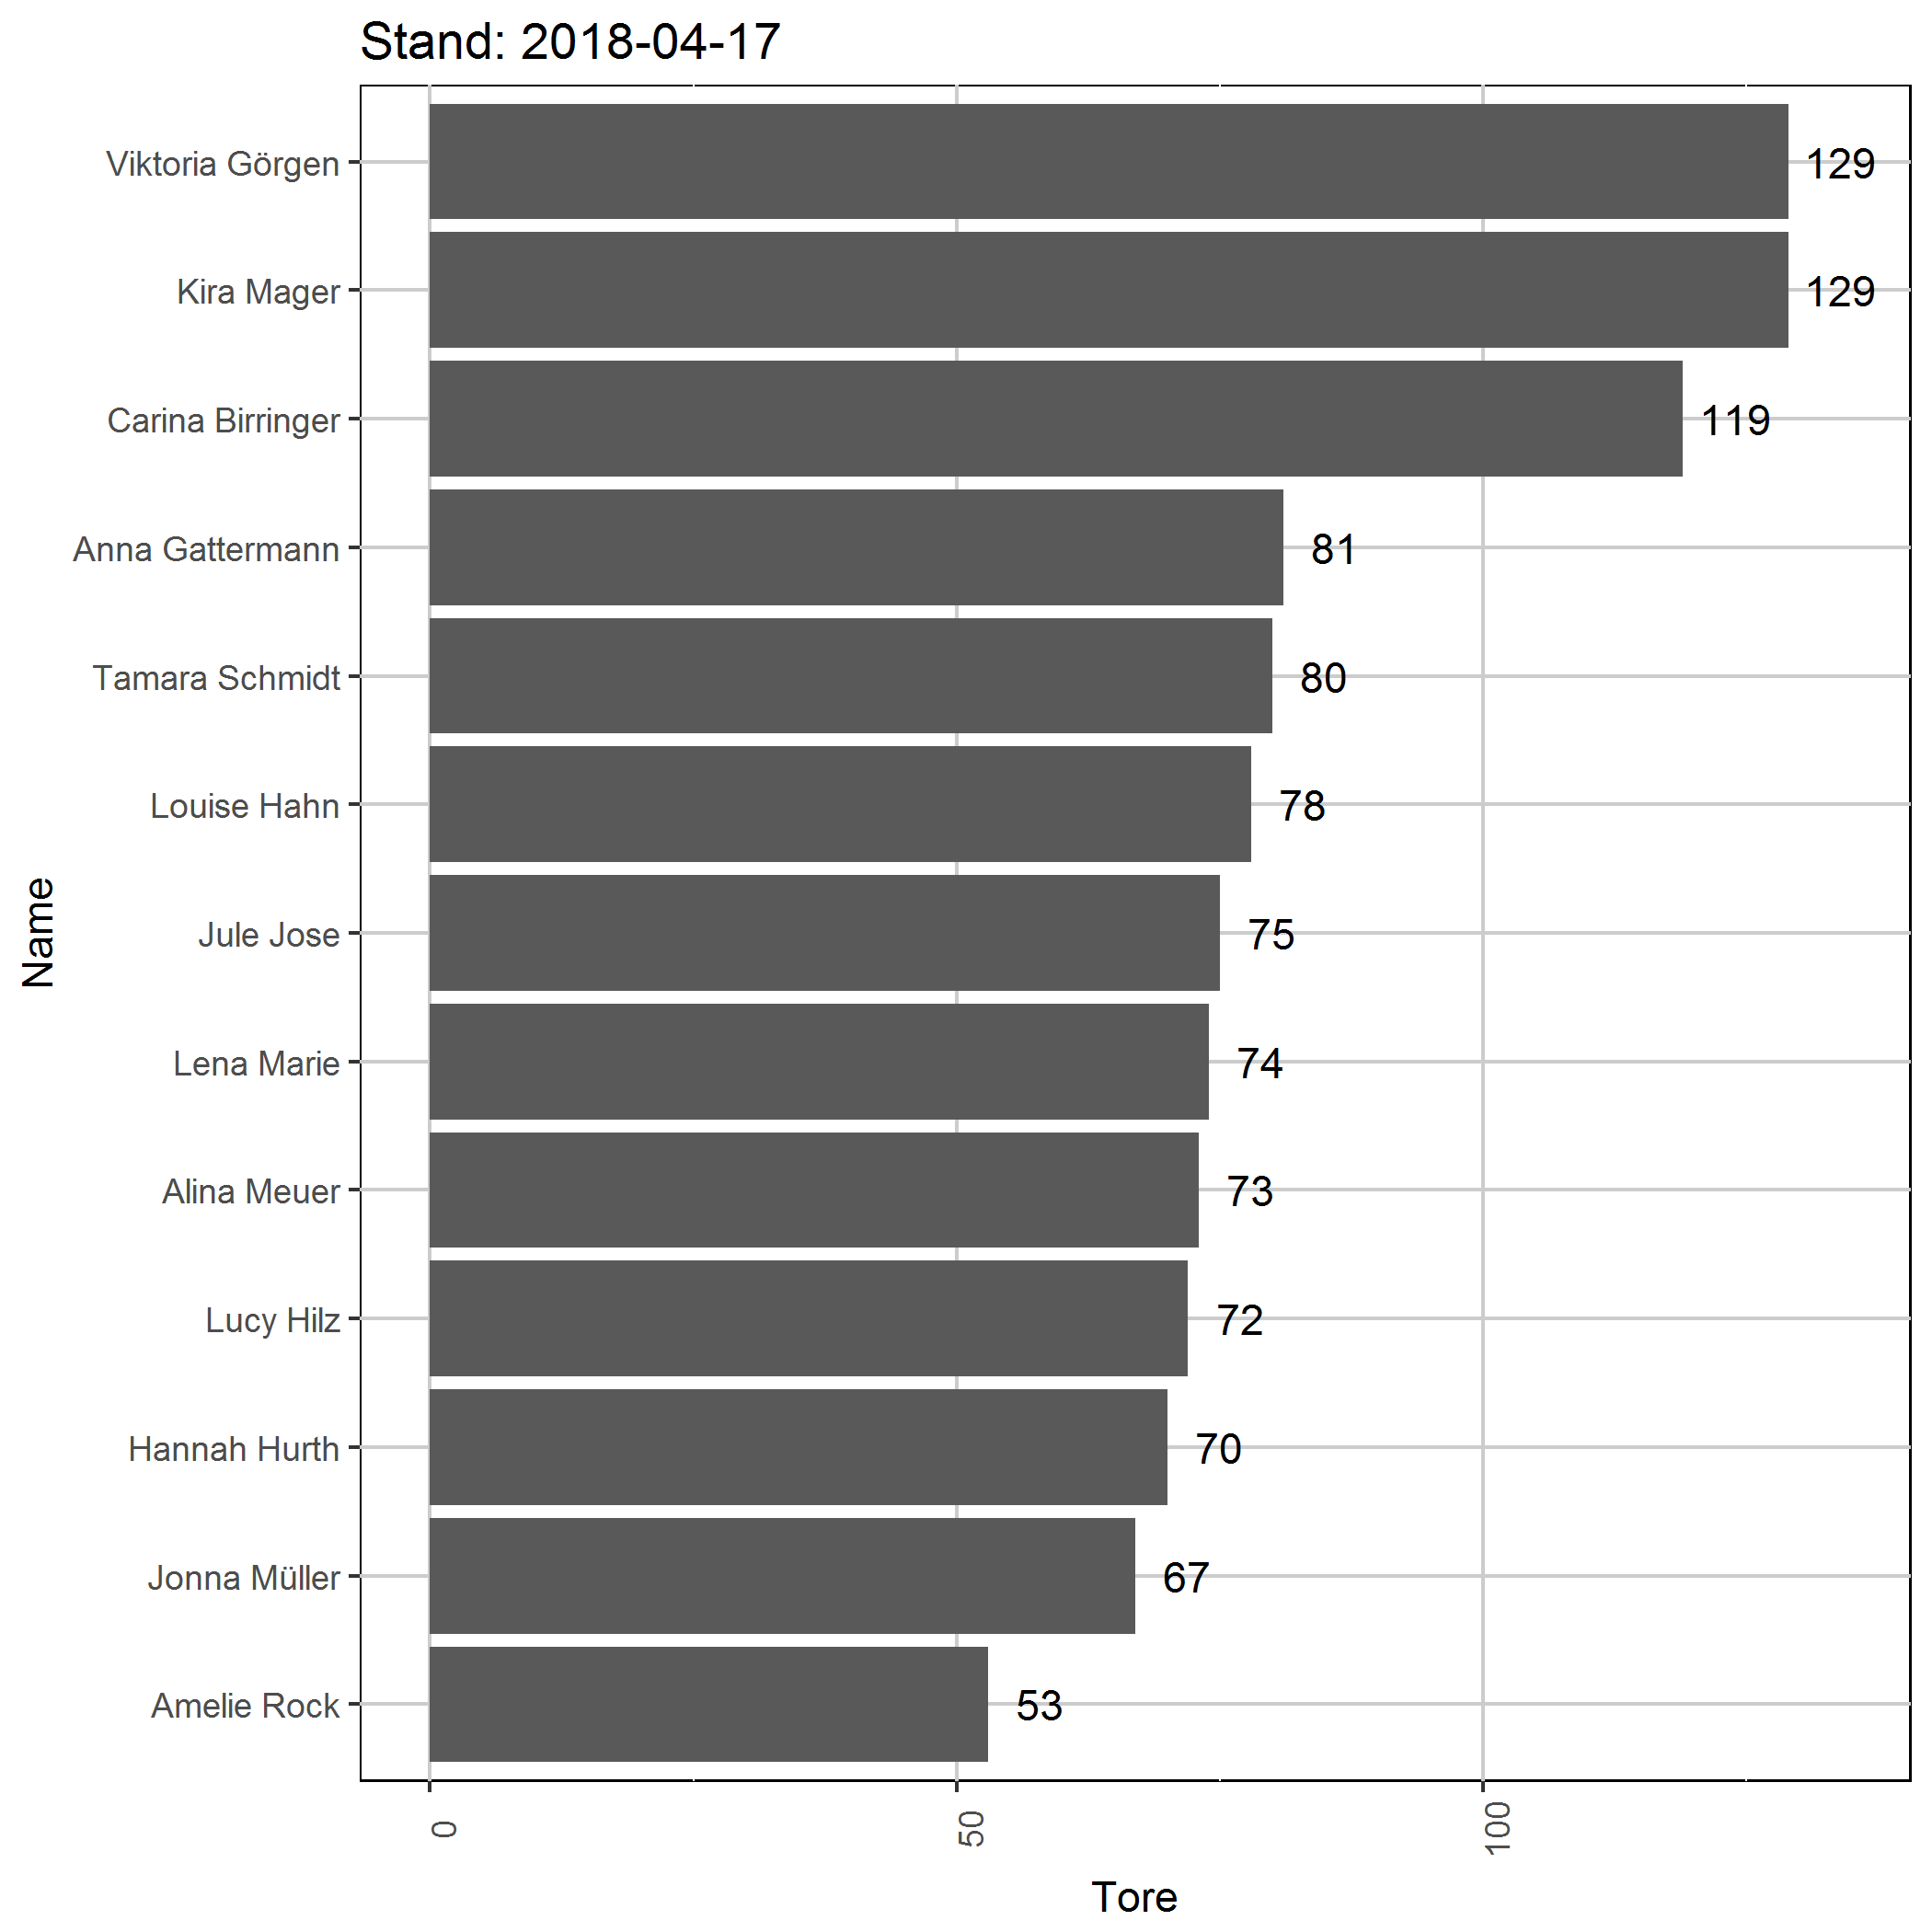 Stand: 2018-04-17
Viktoria Görgen 129
Kira Mager 129
Carina Birringer 119
Anna Gattermann 81
Tamara Schmidt 80
Louise Hahn 78
Jule Jose 75
Lena Marie 74
Alina Meuer 73
Lucy Hilz 72
Hannah Hurth 70
Jonna Müller 67
Amelie Rock 53
Name
0 50 100
Tore